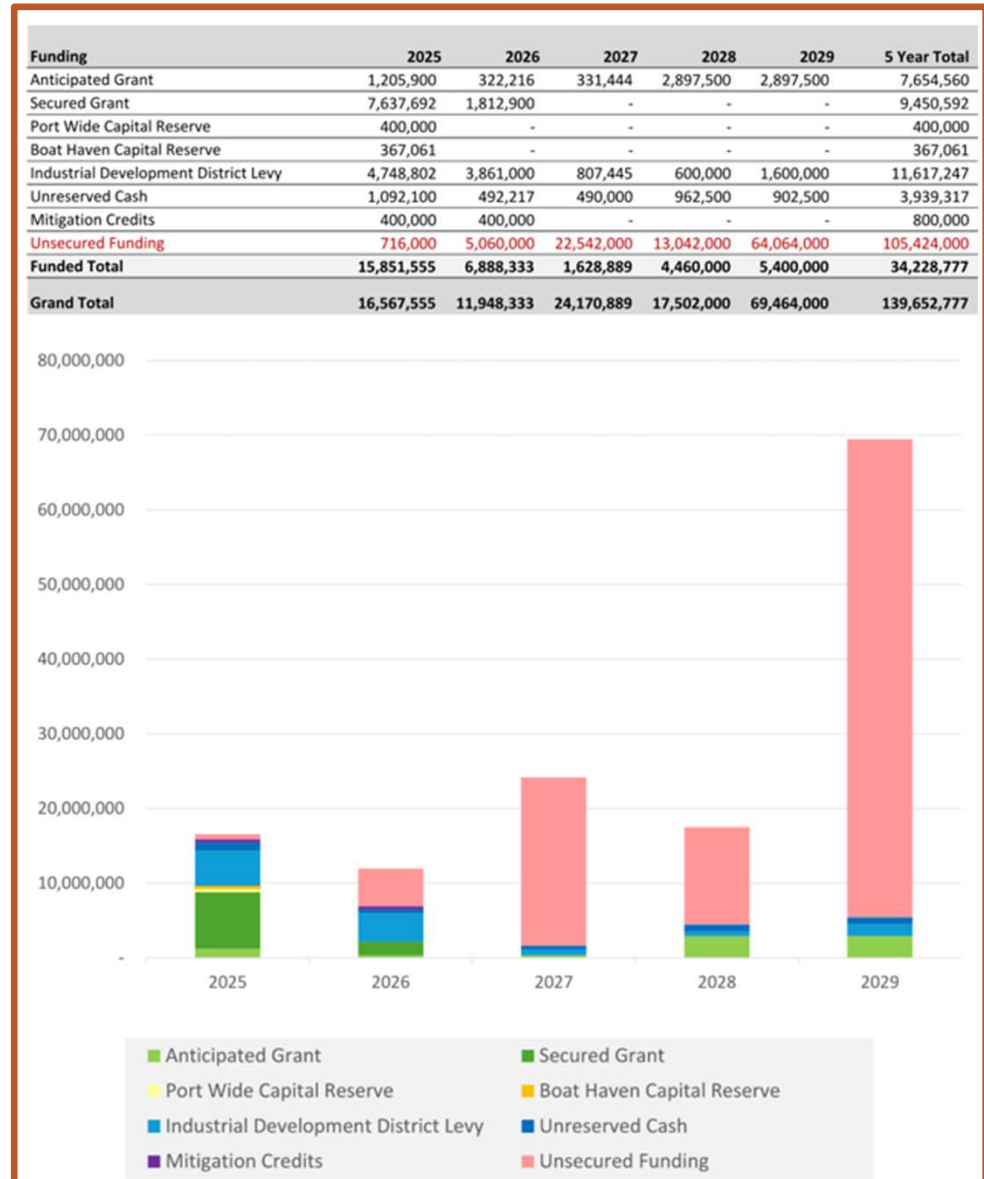 Funding 2025 2026 2027 2028 2029 5 Year Total
Anticipated Grant 1,205,900 322,216 331,444 2,897,500 2,897,500 7,654,560
Secured Grant 7,637,692 1,812,900 - - - 9,450,592
Port Wide Capital Reserve 400,000 - - - - 400,000
Boat Haven Capital Reserve 367,061 - - - - 367,061
Industrial Development District Levy 4,748,802 3,861,000 807,445 600,000 1,600,000 11,617,247
Unreserved Cash 1,092,100 492,217 490,000 962,500 902,500 3,939,317
Mitigation Credits 400,000 400,000 - - - 800,000
Unsecured Funding 716,000 5,060,000 22,542,000 13,042,000 64,064,000 105,424,000
Funded Total 15,851,555 6,888,333 1,628,889 4,460,000 5,400,000 34,228,777
Grand Total 16,567,555 11,948,333 24,170,889 17,502,000 69,464,000 139,652,777
80,000,000
70,000,000
60,000,000
50,000,000
40,000,000
30,000,000
20,000,000
10,000,000
-
2025 2026 2027 2028 2029
Anticipated Grant Secured Grant
Port Wide Capital Reserve Boat Haven Capital Reserve
Industrial Development District Levy Unreserved Cash
Mitigation Credits Unsecured Funding